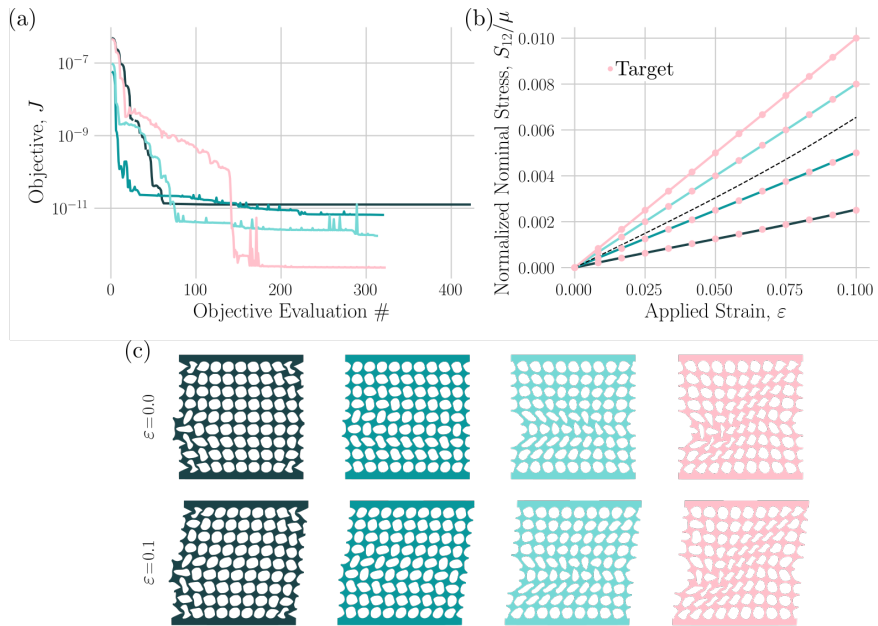 (a)
10⁻⁷
10⁻⁹
10⁻¹¹
Objective, J
0
100
200
300
400
Objective Evaluation #
(b)
Normalized Nominal Stress, S₁₂/μ
0.010
0.008
0.006
0.004
0.002
0.000
Target
0.000
0.025
0.050
0.075
0.100
Applied Strain, ε
(c)
ε=0.0
ε=0.1